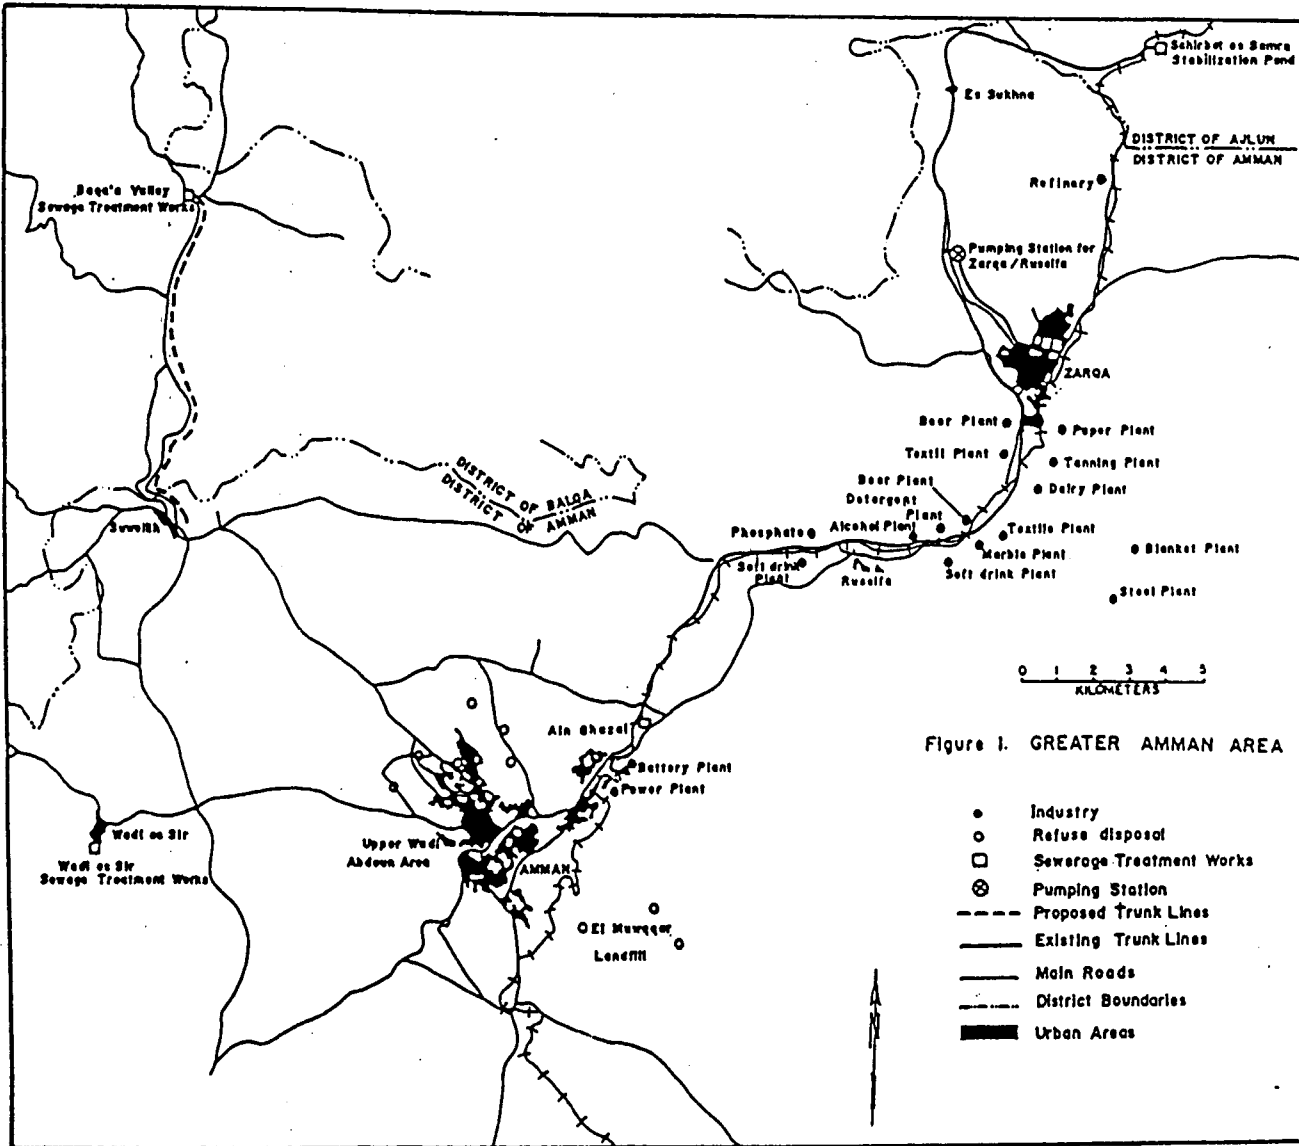 Sehirbet as Samra
Stabilization Pond
Es Sukhna
DISTRICT OF AJLUN
DISTRICT OF AMMAN
Refinery
Baqa'a Valley
Sewage Treatment Works
Pumping Station for
Zarqa/Ruseifa
ZARQA
Beer Plant
Paper Plant
Textil Plant
Tanning Plant
Beer Plant
Dairy Plant
Detergent
Plant
DISTRICT OF BALQA
DISTRICT OF AMMAN
Suweilih
Phosphate
Alcohol Plant
Textile Plant
Marble Plant
Blanket Plant
Soft drink
Plant
Ruseifa
Soft drink Plant
Steel Plant
0 1 2 3 4 5
KILOMETERS
Ain Ghazal
Figure 1. GREATER AMMAN AREA
Battery Plant
Power Plant
Industry
Wadi es Sir
Refuse disposal
Upper Wadi
Abdoun Area
AMMAN
Wadi es Sir
Sewage Treatment Works
Sewerage Treatment Works
Pumping Station
Proposed Trunk Lines
El Muwqqar
Landfill
Existing Trunk Lines
Main Roads
District Boundaries
N
Urban Areas